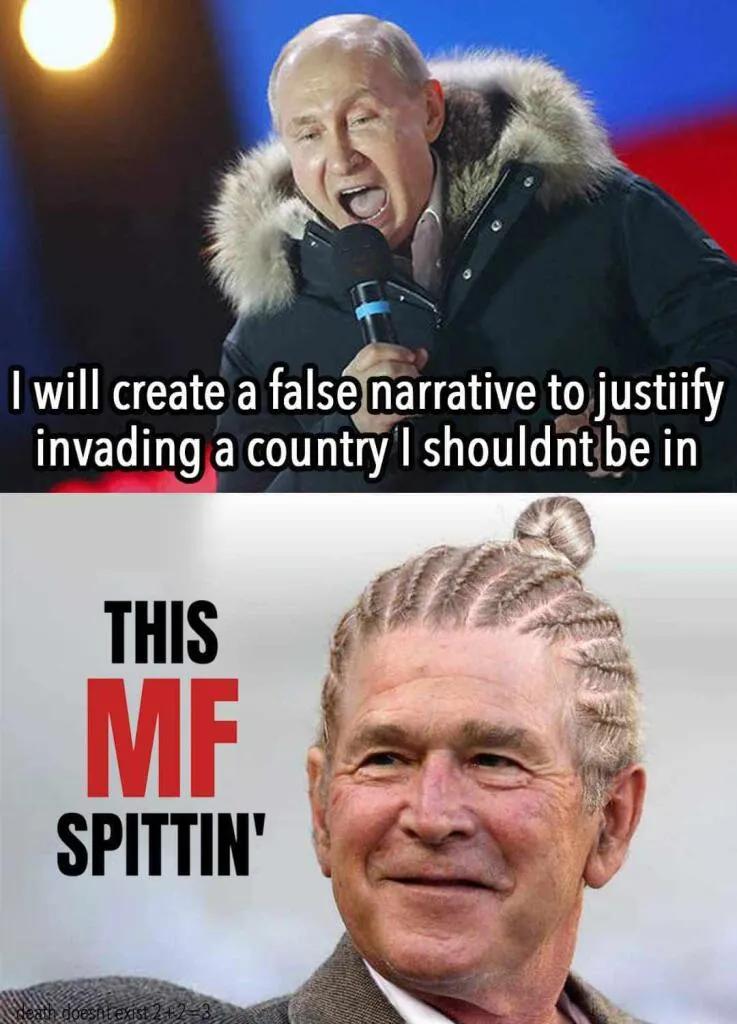 I will create a false narrative to justiify
invading a country I shouldnt be in
THIS
MF
SPITTIN'
death doesnt exist 2+2=3